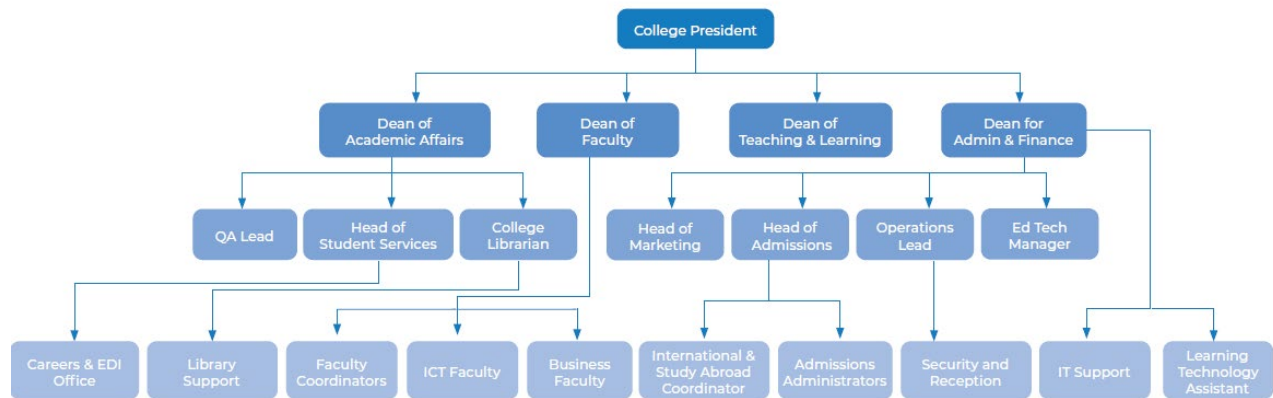 College President
Dean of
Academic Affairs
Dean of
Faculty
Dean of
Teaching & Learning
Dean for
Admin & Finance
QA Lead
Head of
Student Services
College
Librarian
Head of
Marketing
Head of
Admissions
Operations
Lead
Ed Tech
Manager
Careers & EDI
Office
Library
Support
Faculty
Coordinators
ICT Faculty
Business
Faculty
International &
Study Abroad
Coordinator
Admissions
Administrators
Security and
Reception
IT Support
Learning
Technology
Assistant